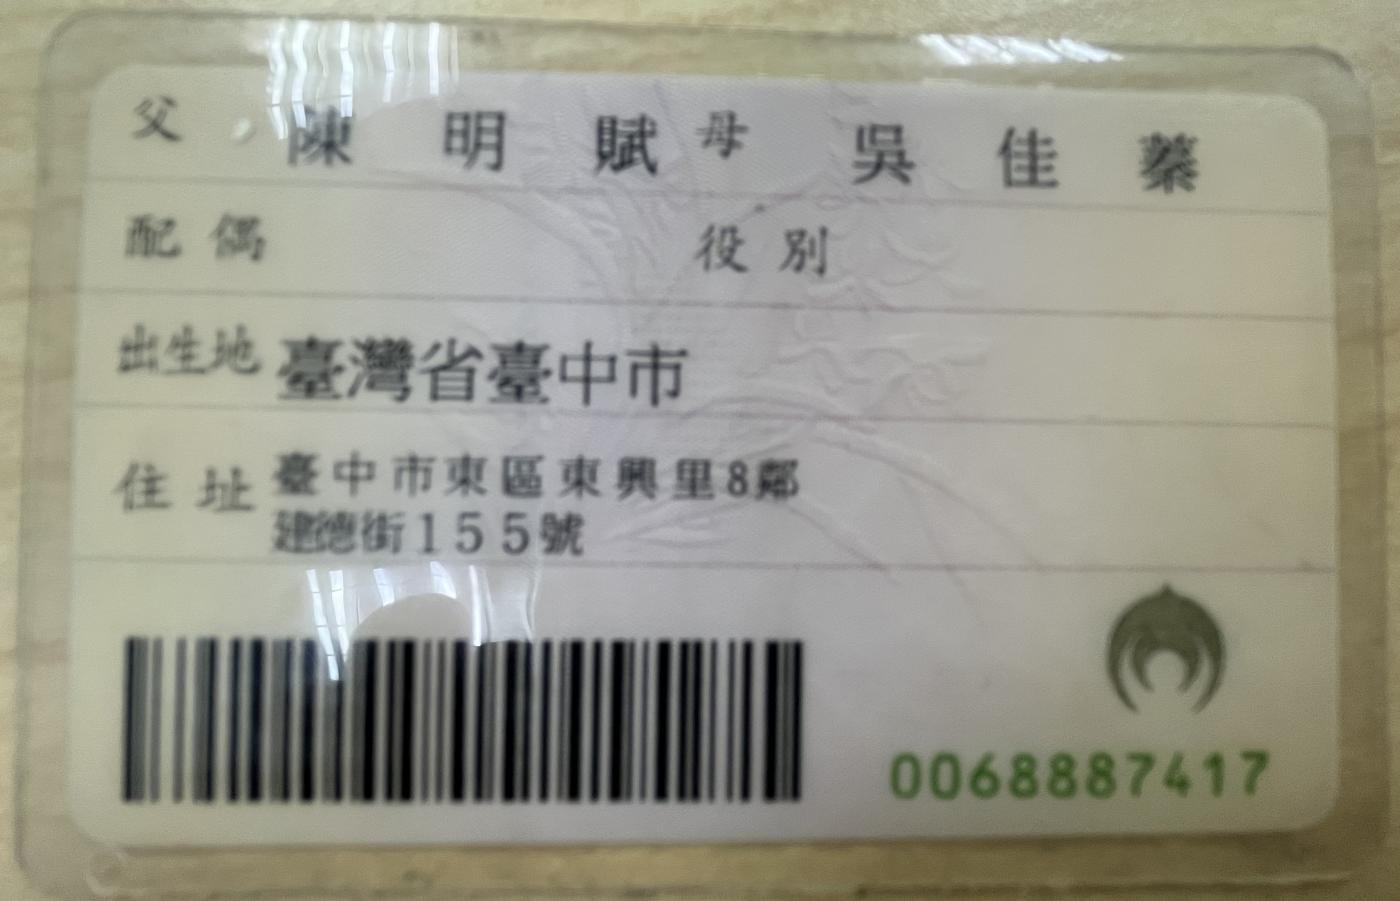 父 陳明賦 母 吳佳蓁
配偶 役別
出生地 臺灣省臺中市
住址 臺中市東區東興里8鄰
建德街155號
0068887417